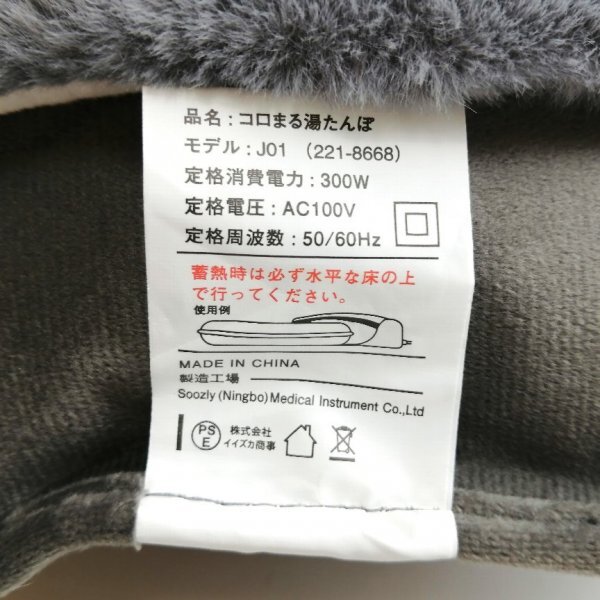 品名：コロまる湯たんぽ
モデル：J01 （221-8668）
定格消費電力：300W
定格電圧：AC100V
定格周波数：50/60Hz
蓄熱時は必ず水平な床の上
で行ってください。
使用例
MADE IN CHINA
製造工場
Soozly (Ningbo) Medical Instrument Co.,Ltd
PS
E
株式会社
イイズカ商事